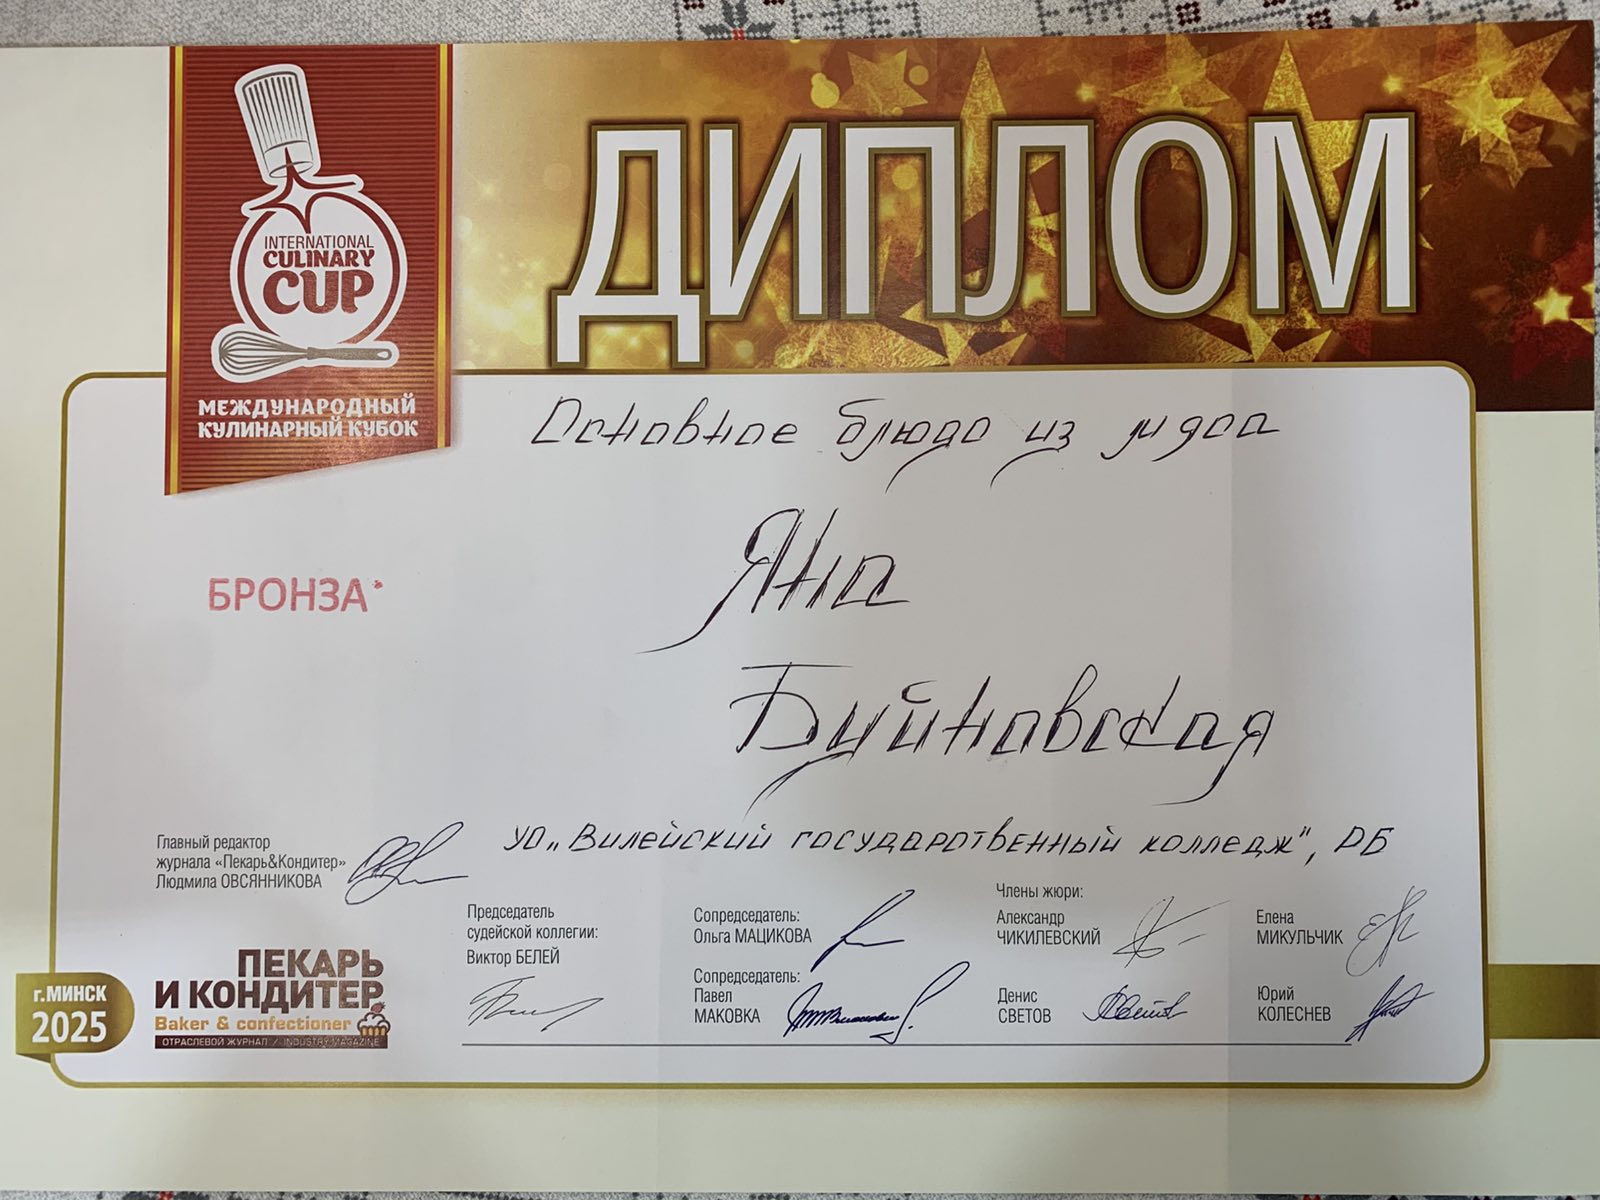 ДИПЛОМ
INTERNATIONAL
CULINARY
CUP
МЕЖДУНАРОДНЫЙ
КУЛИНАРНЫЙ КУБОК
Основное блюдо из мяса
БРОНЗА
Яна
Буйновская
УО „Вилейский государственный колледж", РБ
Главный редактор
журнала «Пекарь&Кондитер»
Людмила ОВСЯННИКОВА
Председатель
судейской коллегии:
Виктор БЕЛЕЙ
Сопредседатель:
Ольга МАЦИКОВА
Сопредседатель:
Павел
МАКОВКА
Члены жюри:
Александр
ЧИКИЛЕВСКИЙ
Денис
СВЕТОВ
Елена
МИКУЛЬЧИК
Юрий
КОЛЕСНЕВ
г.МИНСК
2025
ПЕКАРЬ
И КОНДИТЕР
Baker & confectioner
ОТРАСЛЕВОЙ ЖУРНАЛ / INDUSTRY MAGAZINE